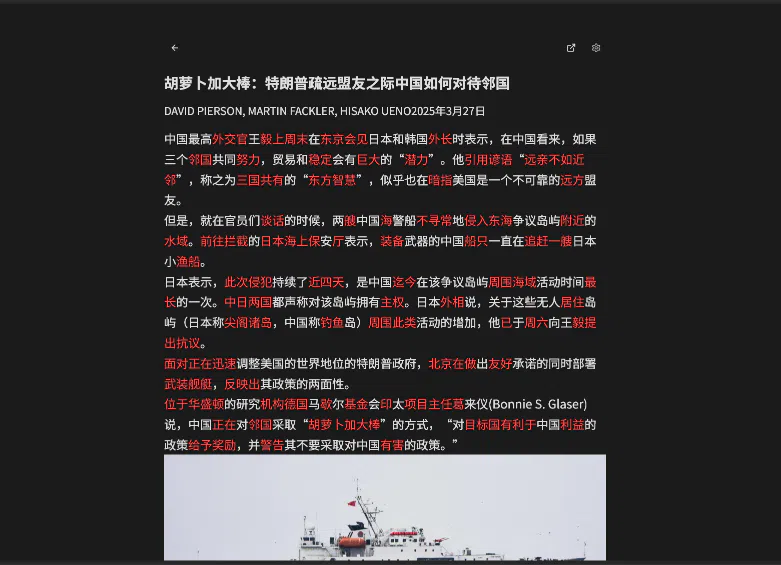 胡萝卜加大棒：特朗普疏远盟友之际中国如何对待邻国
DAVID PIERSON, MARTIN FACKLER, HISAKO UENO2025年3月27日
中国最高外交官王毅上周末在东京会见日本和韩国外长时表示，在中国看来，如果
三个邻国共同努力，贸易和稳定会有巨大的“潜力”。他引用谚语“远亲不如近
邻”，称之为三国共有的“东方智慧”，似乎也在暗指美国是一个不可靠的远方盟
友。
但是，就在官员们谈话的时候，两艘中国海警船不寻常地侵入东海争议岛屿附近的
水域。前往拦截的日本海上保安厅表示，装备武器的中国船只一直在追赶一艘日本
小渔船。
日本表示，此次侵犯持续了近四天，是中国迄今在该争议岛屿周围海域活动时间最
长的一次。中日两国都声称对该岛屿拥有主权。日本外相说，关于这些无人居住岛
屿（日本称尖阁诸岛，中国称钓鱼岛）周围此类活动的增加，他已于周六向王毅提
出抗议。
面对正在迅速调整美国的世界地位的特朗普政府，北京在做出友好承诺的同时部署
武装舰艇，反映出其政策的两面性。
位于华盛顿的研究机构德国马歇尔基金会印太项目主任葛来仪(Bonnie S. Glaser)
说，中国正在对邻国采取“胡萝卜加大棒”的方式，“对目标国有利于中国利益的
政策给予奖励，并警告其不要采取对中国有害的政策。”